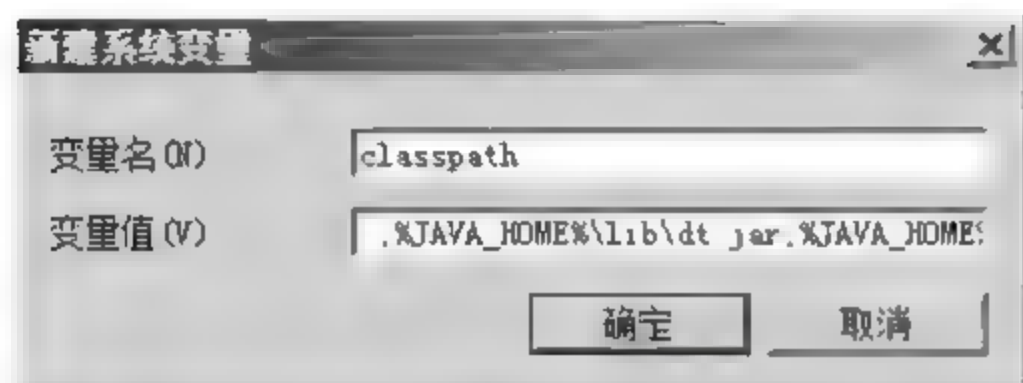 新建系统变量
变量名(N)
classpath
变量值(V)
.%JAVA_HOME%\lib\dt jar.%JAVA_HOME%
确定
取消